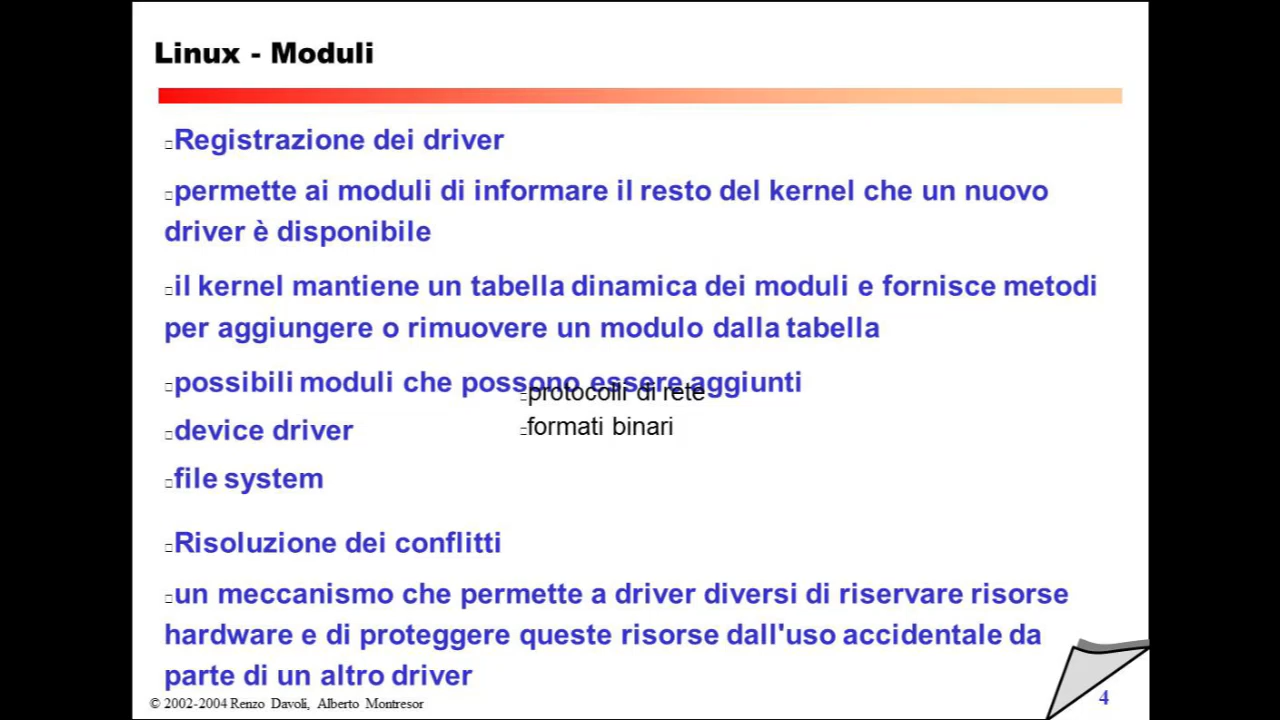 Linux - Moduli
Registrazione dei driver
permette ai moduli di informare il resto del kernel che un nuovo
driver è disponibile
il kernel mantiene un tabella dinamica dei moduli e fornisce metodi
per aggiungere o rimuovere un modulo dalla tabella
possibili moduli che possono essere aggiunti
protocolli di rete
device driver
formati binari
file system
Risoluzione dei conflitti
un meccanismo che permette a driver diversi di riservare risorse
hardware e di proteggere queste risorse dall'uso accidentale da
parte di un altro driver
© 2002-2004 Renzo Davoli, Alberto Montresor
4